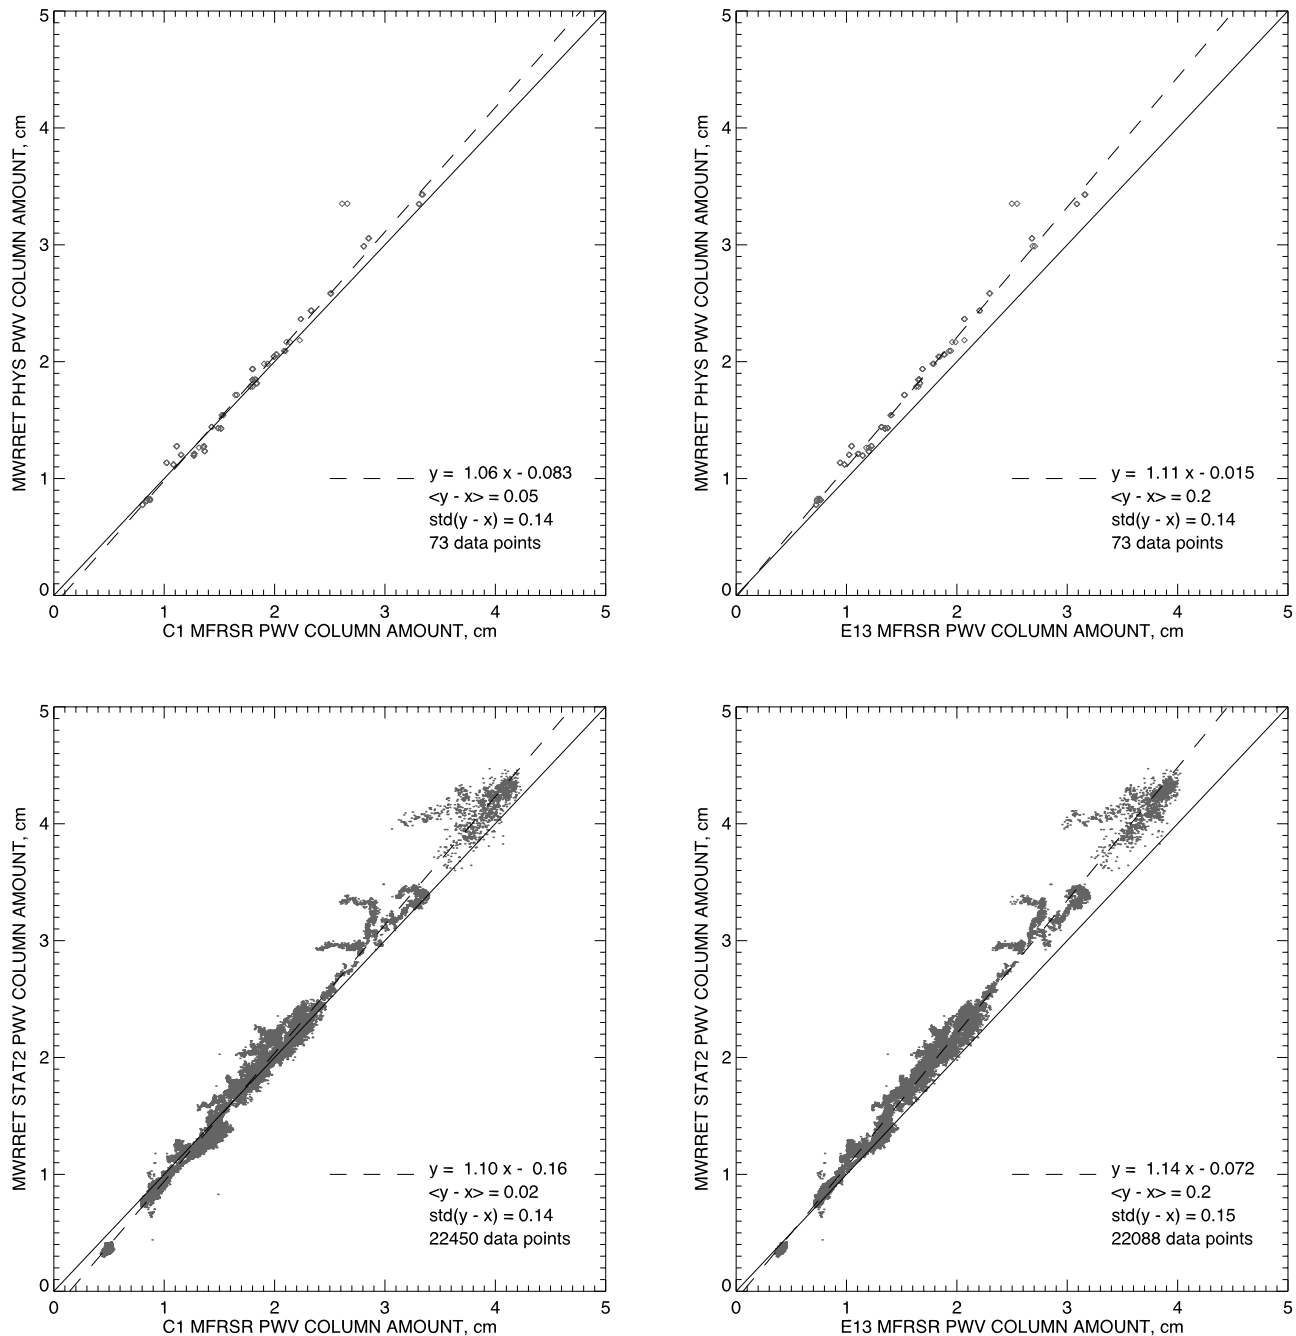 5
4
3
2
1
0
MWRRET PHYS PWV COLUMN AMOUNT, cm
y = 1.06 x - 0.083
<y - x> = 0.05
std(y - x) = 0.14
73 data points
0 1 2 3 4 5
C1 MFRSR PWV COLUMN AMOUNT, cm
5
4
3
2
1
0
MWRRET PHYS PWV COLUMN AMOUNT, cm
y = 1.11 x - 0.015
<y - x> = 0.2
std(y - x) = 0.14
73 data points
0 1 2 3 4 5
E13 MFRSR PWV COLUMN AMOUNT, cm
5
4
3
2
1
0
MWRRET STAT2 PWV COLUMN AMOUNT, cm
y = 1.10 x - 0.16
<y - x> = 0.02
std(y - x) = 0.14
22450 data points
0 1 2 3 4 5
C1 MFRSR PWV COLUMN AMOUNT, cm
5
4
3
2
1
0
MWRRET STAT2 PWV COLUMN AMOUNT, cm
y = 1.14 x - 0.072
<y - x> = 0.2
std(y - x) = 0.15
22088 data points
0 1 2 3 4 5
E13 MFRSR PWV COLUMN AMOUNT, cm